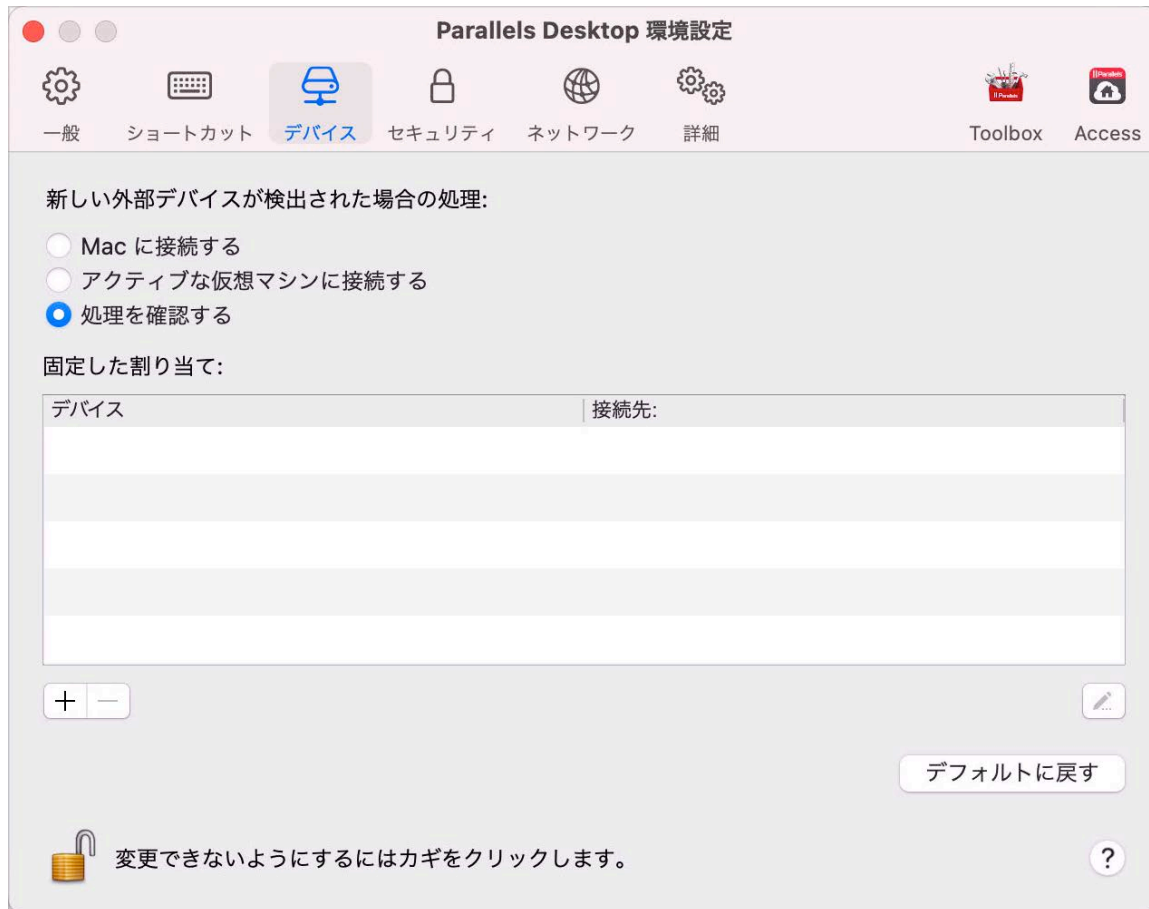 Parallels Desktop 環境設定
一般 ショートカット デバイス セキュリティ ネットワーク 詳細 Toolbox Access
新しい外部デバイスが検出された場合の処理:
Mac に接続する
アクティブな仮想マシンに接続する
処理を確認する
固定した割り当て:
デバイス 接続先:
デフォルトに戻す
変更できないようにするにはカギをクリックします。
?